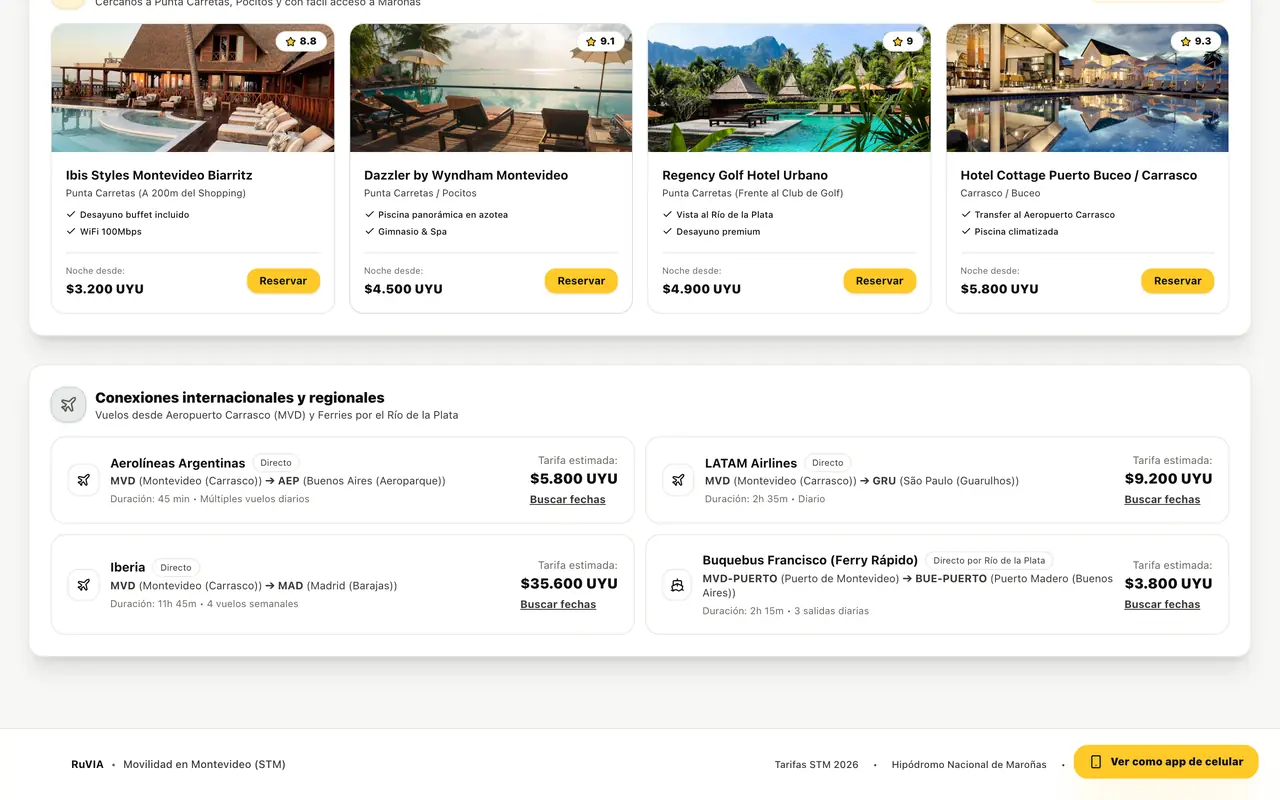 Cercanos a Punta Carretas, Pocitos y con fácil acceso a Maroñas
8.8
9.1
9
9.3
Ibis Styles Montevideo Biarritz
Punta Carretas (A 200m del Shopping)
Desayuno buffet incluido
WiFi 100Mbps
Noche desde:
$3.200 UYU
Reservar
Dazzler by Wyndham Montevideo
Punta Carretas / Pocitos
Piscina panorámica en azotea
Gimnasio & Spa
Noche desde:
$4.500 UYU
Reservar
Regency Golf Hotel Urbano
Punta Carretas (Frente al Club de Golf)
Vista al Río de la Plata
Desayuno premium
Noche desde:
$4.900 UYU
Reservar
Hotel Cottage Puerto Buceo / Carrasco
Carrasco / Buceo
Transfer al Aeropuerto Carrasco
Piscina climatizada
Noche desde:
$5.800 UYU
Reservar
Conexiones internacionales y regionales
Vuelos desde Aeropuerto Carrasco (MVD) y Ferries por el Río de la Plata
Aerolíneas Argentinas Directo
MVD (Montevideo (Carrasco)) → AEP (Buenos Aires (Aeroparque))
Duración: 45 min • Múltiples vuelos diarios
Tarifa estimada:
$5.800 UYU
Buscar fechas
LATAM Airlines Directo
MVD (Montevideo (Carrasco)) → GRU (São Paulo (Guarulhos))
Duración: 2h 35m • Diario
Tarifa estimada:
$9.200 UYU
Buscar fechas
Iberia Directo
MVD (Montevideo (Carrasco)) → MAD (Madrid (Barajas))
Duración: 11h 45m • 4 vuelos semanales
Tarifa estimada:
$35.600 UYU
Buscar fechas
Buquebus Francisco (Ferry Rápido) Directo por Río de la Plata
MVD-PUERTO (Puerto de Montevideo) → BUE-PUERTO (Puerto Madero (Buenos
Aires))
Duración: 2h 15m • 3 salidas diarias
Tarifa estimada:
$3.800 UYU
Buscar fechas
RuVIA • Movilidad en Montevideo (STM)
Tarifas STM 2026 • Hipódromo Nacional de Maroñas •
Ver como app de celular